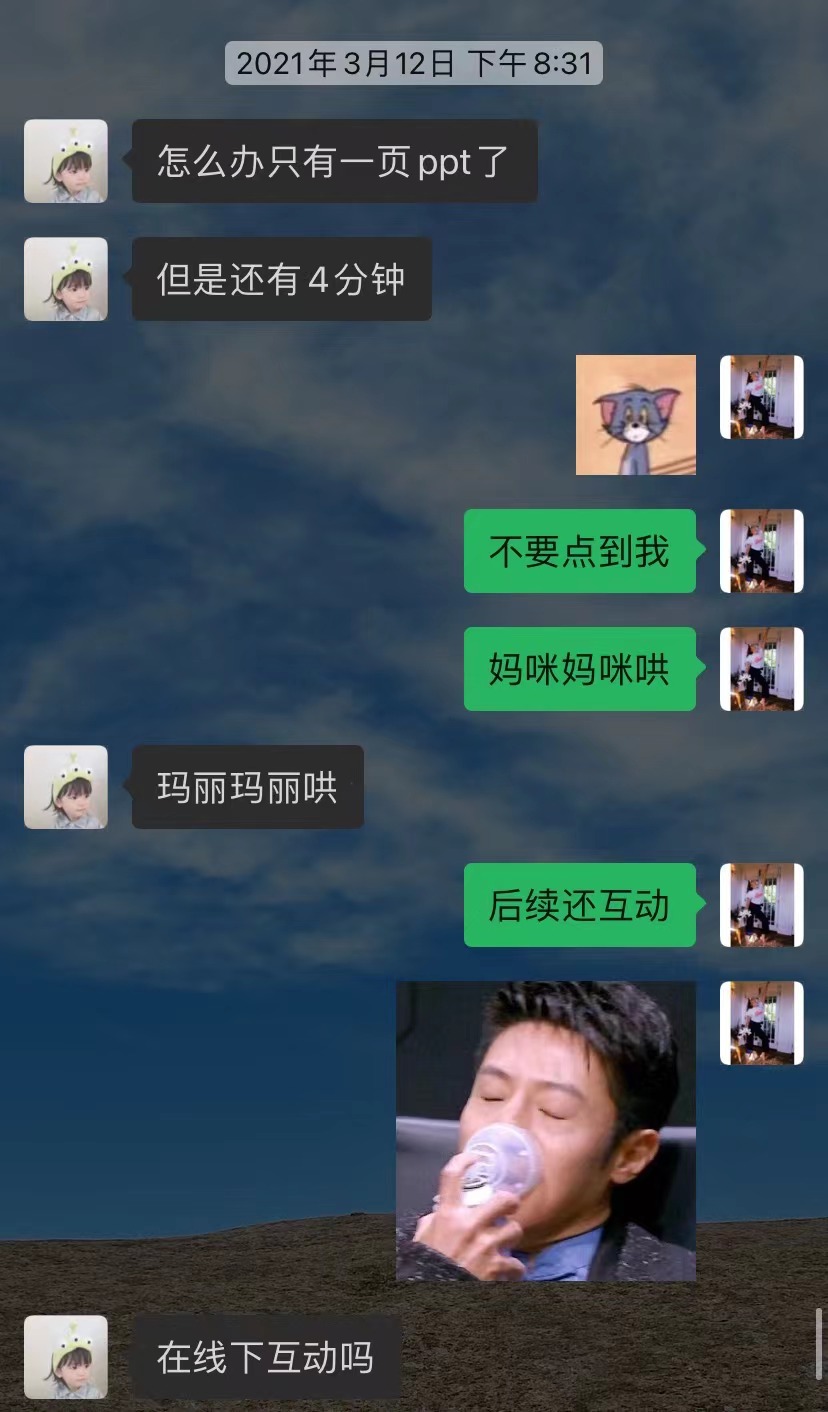 2021年3月12日 下午8:31
怎么办只有一页ppt了
但是还有4分钟
不要点到我
妈咪妈咪哄
玛丽玛丽哄
后续还互动
在线下互动吗